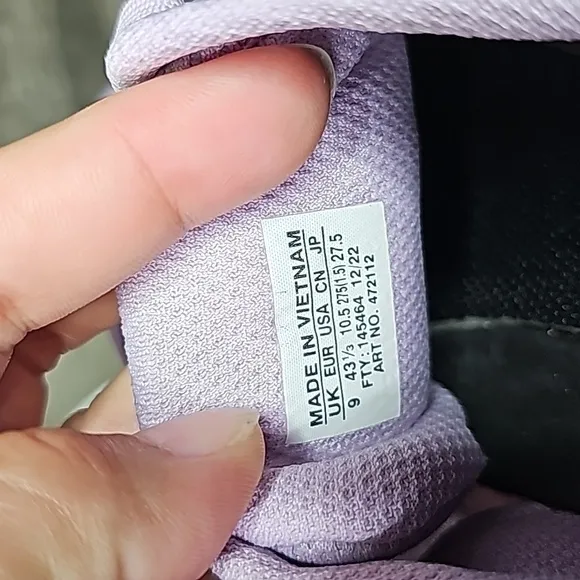 MADE IN VIETNAM
UK EUR USA CN JP
9 43⅓ 10.5 275(1.5) 27.5
FTY: 145464 12/22
ART NO. 472112